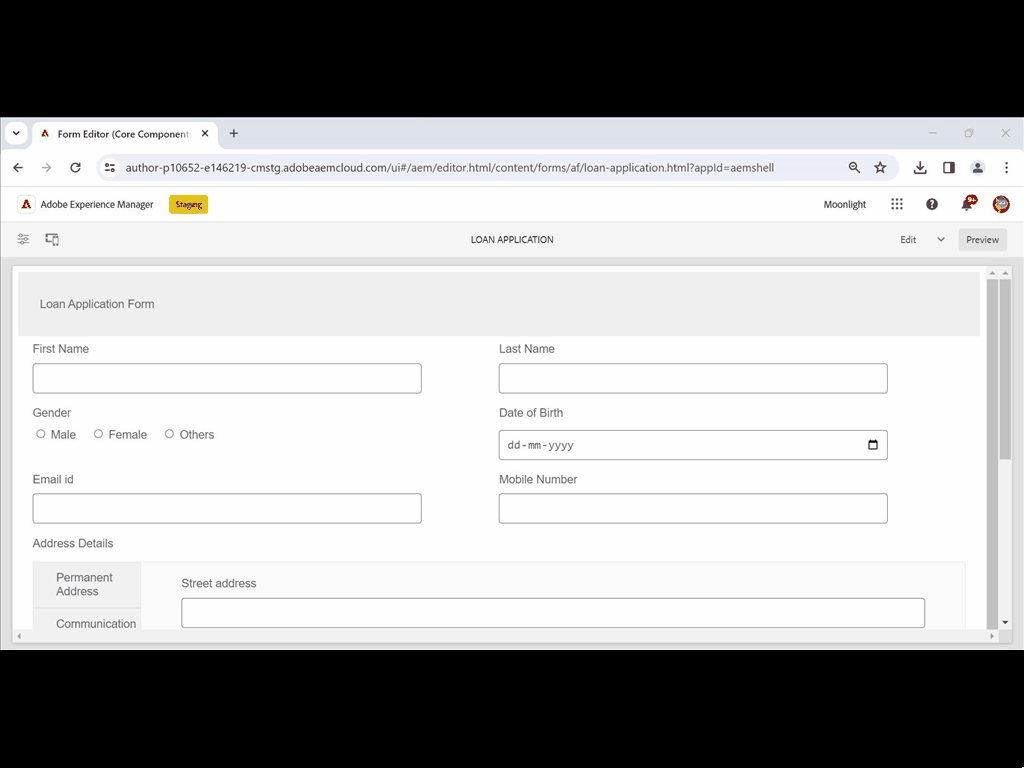 Form Editor (Core Component
author-p10652-e146219-cmstg.adobeaemcloud.com/ui#/aem/editor.html/content/forms/af/loan-application.html?appId=aemshell
Adobe Experience Manager Staging Moonlight 9+
LOAN APPLICATION Edit Preview
Loan Application Form
First Name Last Name
Gender Date of Birth
Male Female Others
dd-mm-yyyy
Email id Mobile Number
Address Details
Permanent
Address
Street address
Communication